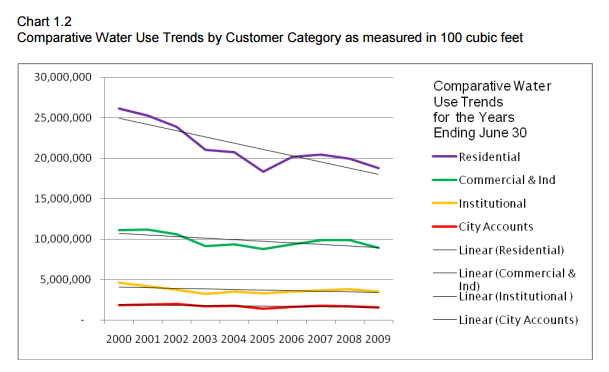 Chart 1.2
Comparative Water Use Trends by Customer Category as measured in 100 cubic feet
30,000,000
25,000,000
20,000,000
15,000,000
10,000,000
5,000,000
-
2000 2001 2002 2003 2004 2005 2006 2007 2008 2009
Comparative Water
Use Trends
for the Years
Ending June 30
Residential
Commercial & Ind
Institutional
City Accounts
Linear (Residential)
Linear (Commercial &
Ind)
Linear (Institutional )
Linear (City Accounts)